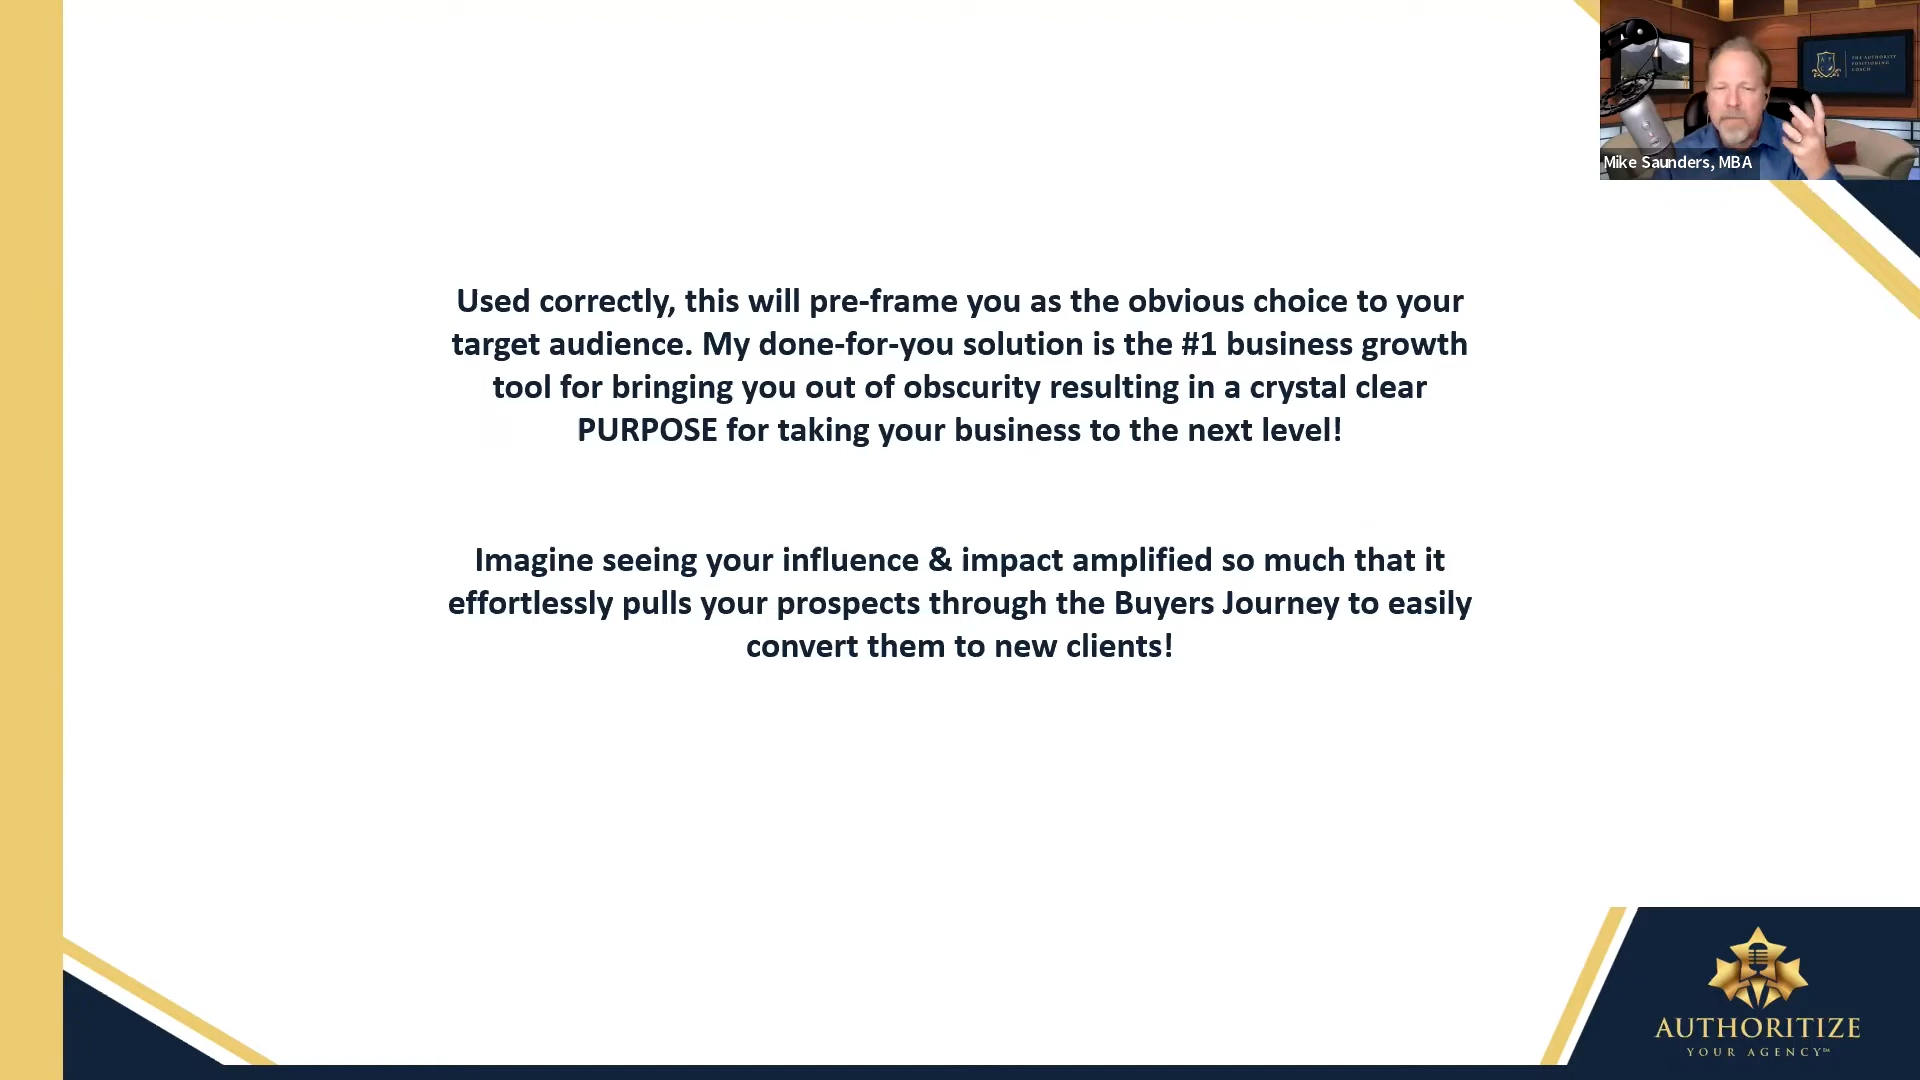 THE AUTHORITY
POSITIONING
COACH
Mike Saunders, MBA
Used correctly, this will pre-frame you as the obvious choice to your
target audience. My done-for-you solution is the #1 business growth
tool for bringing you out of obscurity resulting in a crystal clear
PURPOSE for taking your business to the next level!
Imagine seeing your influence & impact amplified so much that it
effortlessly pulls your prospects through the Buyers Journey to easily
convert them to new clients!
AUTHORITIZE
YOUR AGENCY™